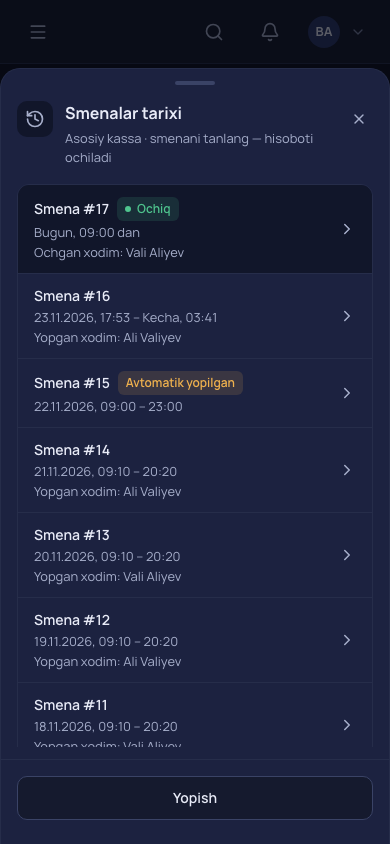 BA
Smenalar tarixi
Asosiy kassa · smenani tanlang — hisoboti
ochiladi
Smena #17 Ochiq
Bugun, 09:00 dan
Ochgan xodim: Vali Aliyev
Smena #16
23.11.2026, 17:53 – Kecha, 03:41
Yopgan xodim: Ali Valiyev
Smena #15 Avtomatik yopilgan
22.11.2026, 09:00 – 23:00
Smena #14
21.11.2026, 09:10 – 20:20
Yopgan xodim: Ali Valiyev
Smena #13
20.11.2026, 09:10 – 20:20
Yopgan xodim: Vali Aliyev
Smena #12
19.11.2026, 09:10 – 20:20
Yopgan xodim: Ali Valiyev
Smena #11
18.11.2026, 09:10 – 20:20
Yopgan xodim: Vali Aliyev
Yopish